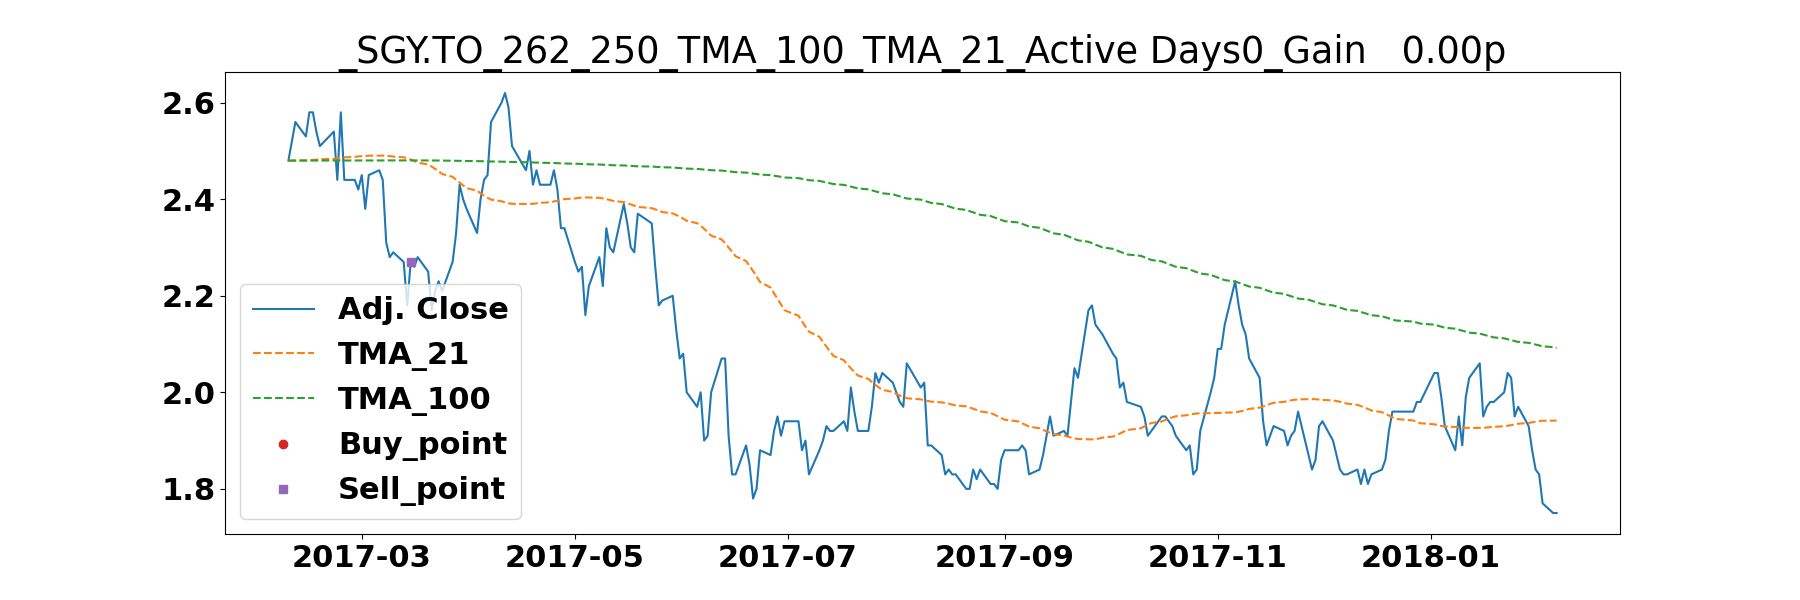 _SGY.TO_262_250_TMA_100_TMA_21_Active Days0_Gain   0.00p
2.6
2.4
2.2
2.0
1.8
Adj. Close
TMA_21
TMA_100
Buy_point
Sell_point
2017-03 2017-05 2017-07 2017-09 2017-11 2018-01